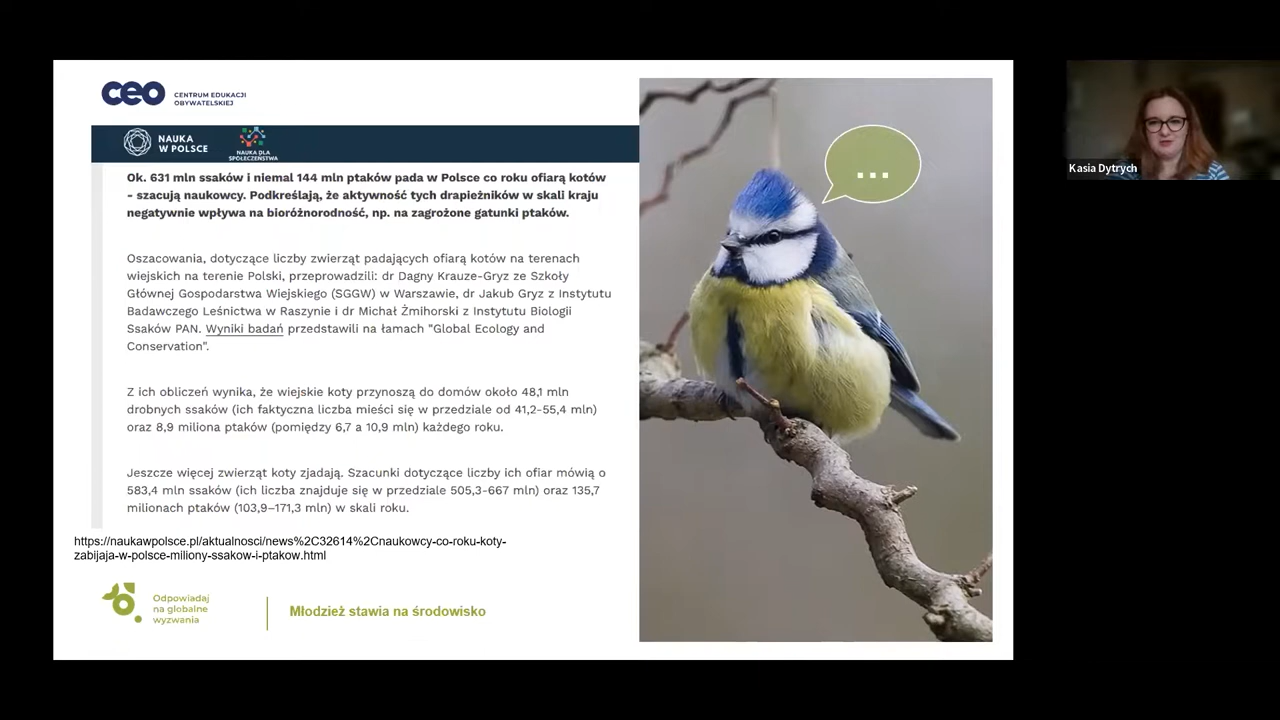 ceo CENTRUM EDUKACJI
OBYWATELSKIEJ
NAUKA
W POLSCE
NAUKA DLA
SPOŁECZEŃSTWA
Ok. 631 mln ssaków i niemal 144 mln ptaków pada w Polsce co roku ofiarą kotów
- szacują naukowcy. Podkreślają, że aktywność tych drapieżników w skali kraju
negatywnie wpływa na bioróżnorodność, np. na zagrożone gatunki ptaków.
Oszacowania, dotyczące liczby zwierząt padających ofiarą kotów na terenach
wiejskich na terenie Polski, przeprowadzili: dr Dagny Krauze-Gryz ze Szkoły
Głównej Gospodarstwa Wiejskiego (SGGW) w Warszawie, dr Jakub Gryz z Instytutu
Badawczego Leśnictwa w Raszynie i dr Michał Żmihorski z Instytutu Biologii
Ssaków PAN. Wyniki badań przedstawili na łamach "Global Ecology and
Conservation".
Z ich obliczeń wynika, że wiejskie koty przynoszą do domów około 48,1 mln
drobnych ssaków (ich faktyczna liczba mieści się w przedziale od 41,2-55,4 mln)
oraz 8,9 miliona ptaków (pomiędzy 6,7 a 10,9 mln) każdego roku.
Jeszcze więcej zwierząt koty zjadają. Szacunki dotyczące liczby ich ofiar mówią o
583,4 mln ssaków (ich liczba znajduje się w przedziale 505,3-667 mln) oraz 135,7
milionach ptaków (103,9–171,3 mln) w skali roku.
https://naukawpolsce.pl/aktualnosci/news%2C32614%2Cnaukowcy-co-roku-koty-
zabijaja-w-polsce-miliony-ssakow-i-ptakow.html
Odpowiadaj
na globalne
wyzwania
Młodzież stawia na środowisko
...
Kasia Dytrych